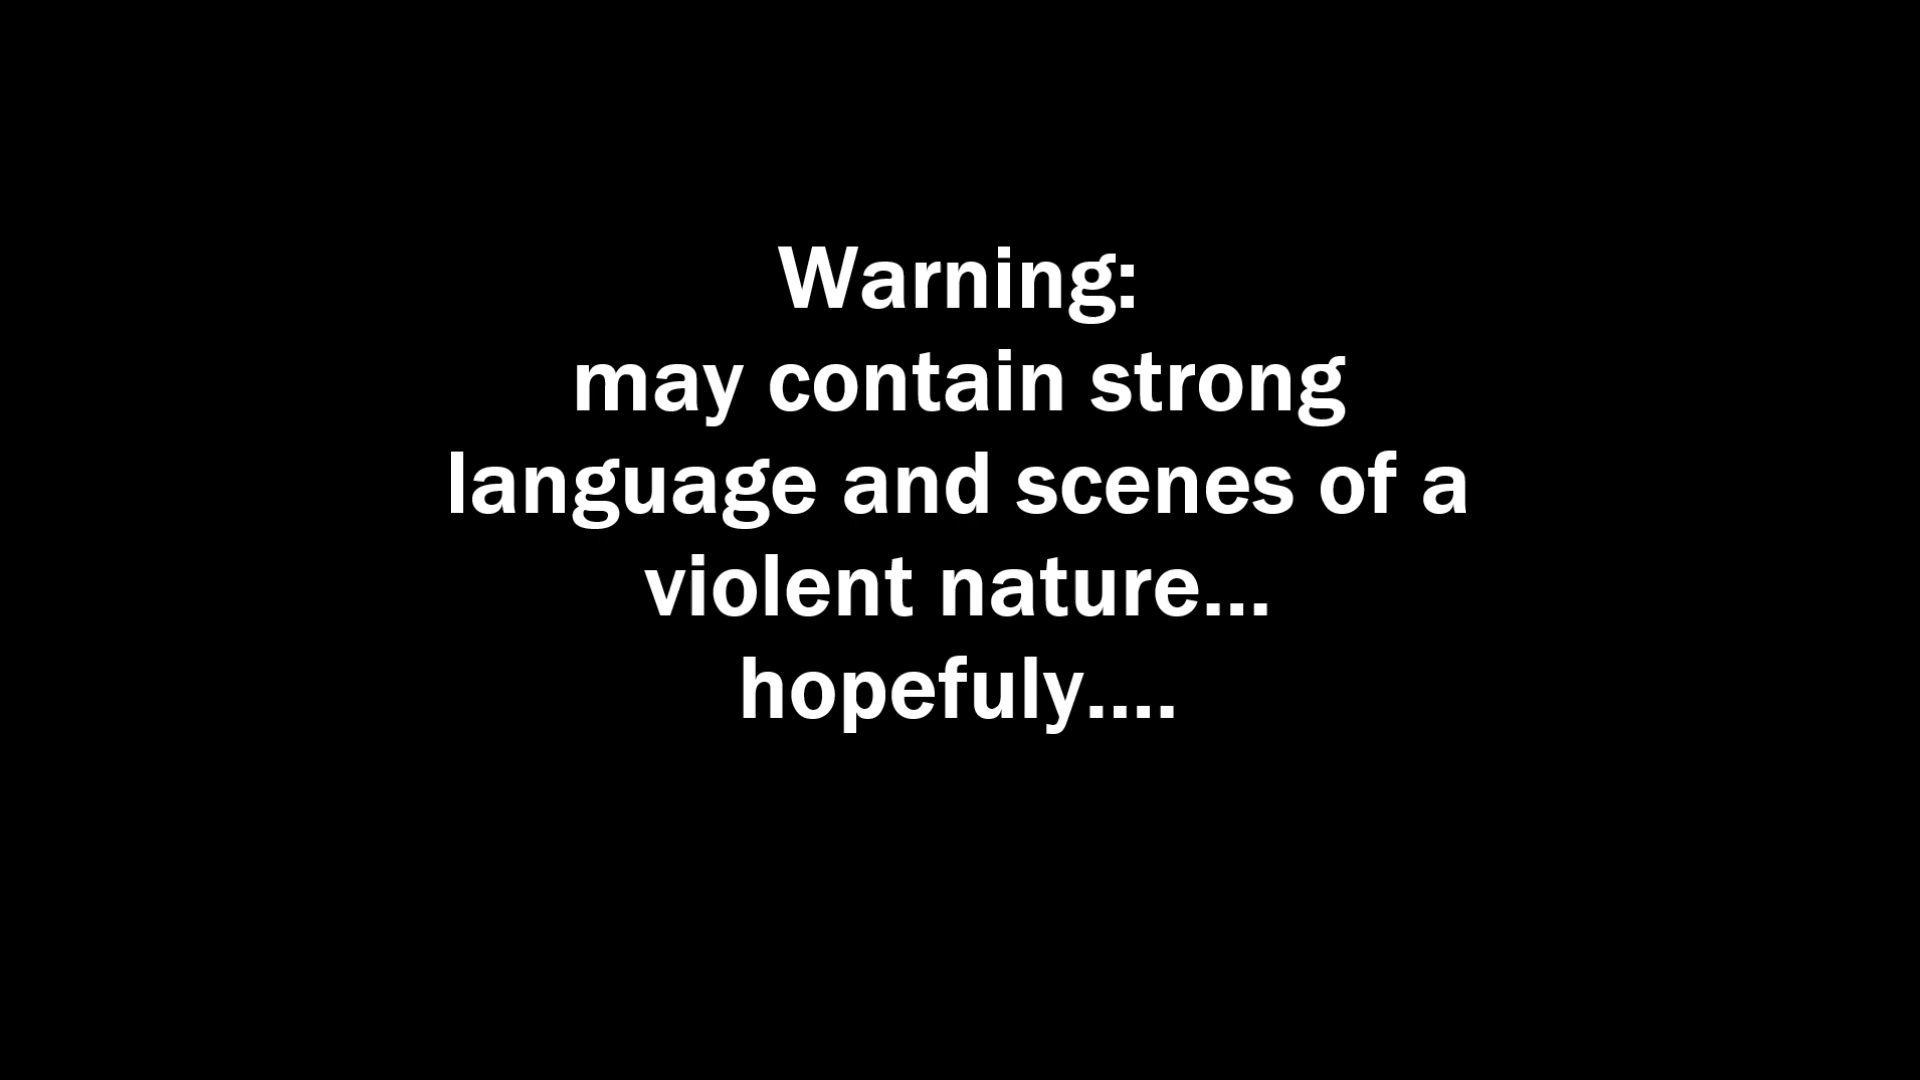 Warning:
may contain strong
language and scenes of a
violent nature...
hopefuly....